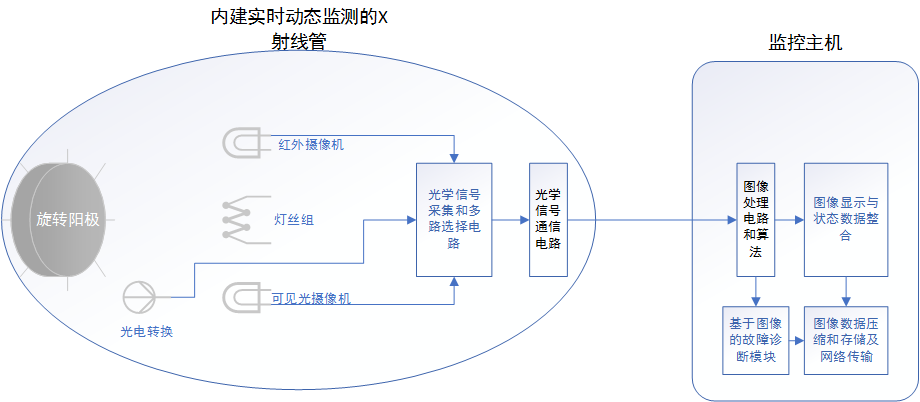 内建实时动态监测的X
射线管
监控主机
红外摄像机
旋转阳极
灯丝组
光学信号
采集和多
路选择电
路
光学
信号
通信
电路
图像
处理
电路
和算
法
图像显示与
状态数据整
合
可见光摄像机
光电转换
基于图像
的故障诊
断模块
图像数据压
缩和存储及
网络传输